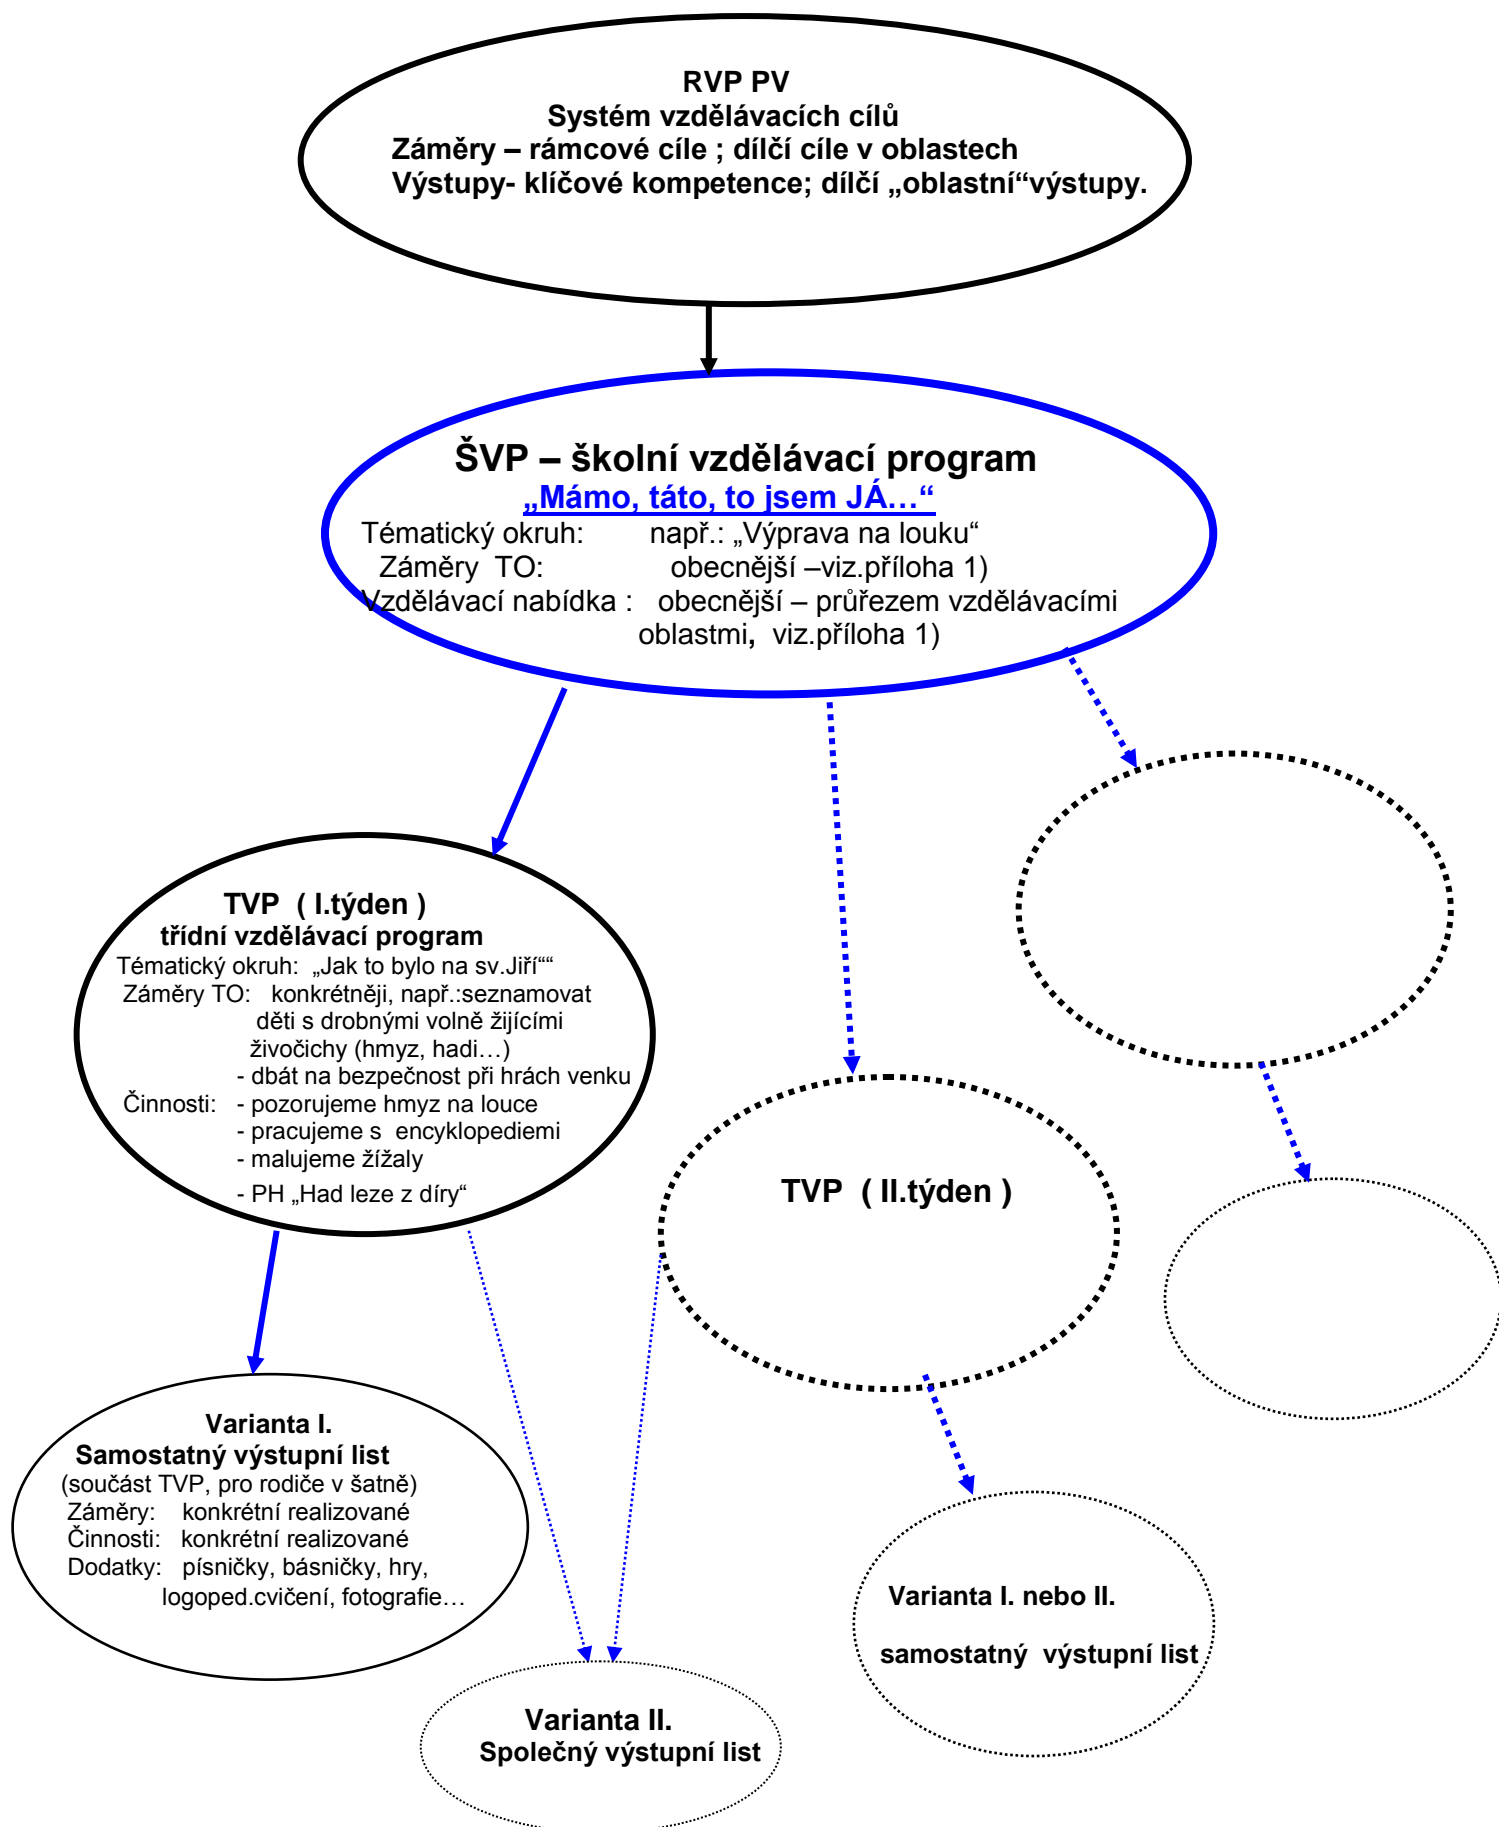 RVP PV
Systém vzdělávacích cílů
Záměry – rámcové cíle ; dílčí cíle v oblastech
Výstupy- klíčové kompetence; dílčí „oblastní“výstupy.
ŠVP – školní vzdělávací program
„Mámo, táto, to jsem JÁ…“
Tématický okruh: např.: „Výprava na louku“
Záměry TO: obecnější –viz.příloha 1)
Vzdělávací nabídka : obecnější – průřezem vzdělávacími
oblastmi, viz.příloha 1)
TVP ( I.týden )
třídní vzdělávací program
Tématický okruh: „Jak to bylo na sv.Jiří““
Záměry TO: konkrétněji, např.:seznamovat
děti s drobnými volně žijícími
živočichy (hmyz, hadi…)
- dbát na bezpečnost při hrách venku
Činnosti: - pozorujeme hmyz na louce
- pracujeme s encyklopediemi
- malujeme žížaly
- PH „Had leze z díry“
TVP ( II.týden )
Varianta I.
Samostatný výstupní list
(součást TVP, pro rodiče v šatně)
Záměry: konkrétní realizované
Činnosti: konkrétní realizované
Dodatky: písničky, básničky, hry,
logoped.cvičení, fotografie…
Varianta I. nebo II.
samostatný výstupní list
Varianta II.
Společný výstupní list